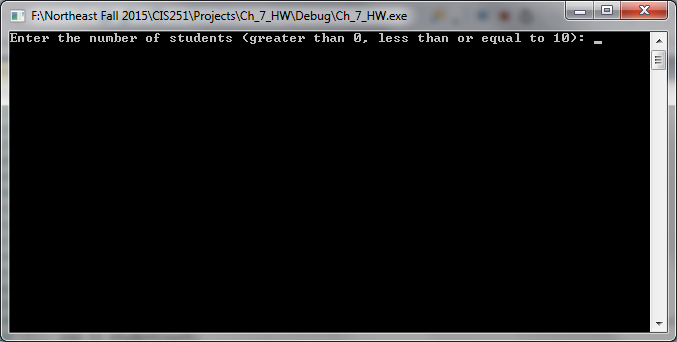 F:\Northeast Fall 2015\CIS251\Projects\Ch_7_HW\Debug\Ch_7_HW.exe
Enter the number of students (greater than 0, less than or equal to 10): _